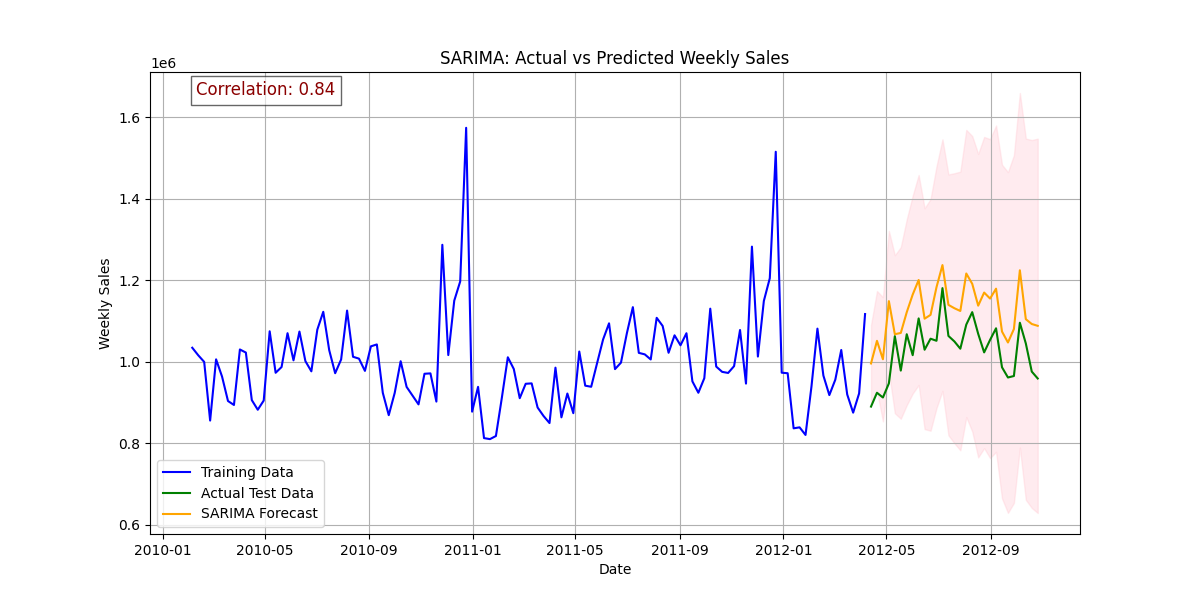 SARIMA: Actual vs Predicted Weekly Sales
1e6
Correlation: 0.84
1.6
1.4
1.2
1.0
0.8
0.6
Weekly Sales
Training Data
Actual Test Data
SARIMA Forecast
2010-01 2010-05 2010-09 2011-01 2011-05 2011-09 2012-01 2012-05 2012-09
Date